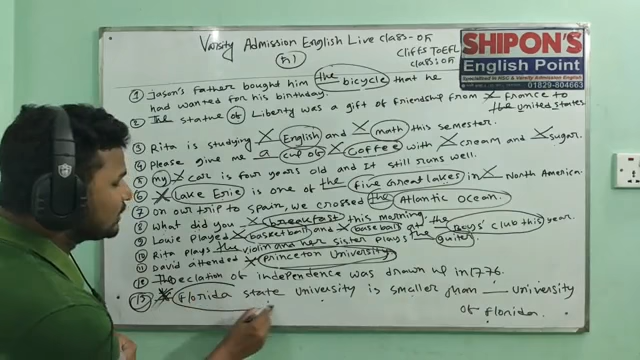 Varsity Admission English Live class-05
Cliffs TOEFL
class:05
SHIPON'S
English Point
Specialized in HSC & Varsity Admission English
01829-804663
① Jason's father bought him the bicycle that he
had wanted for his birthday.
② The statue of Liberty was a gift of friendship from X france to
the united states.
③ Rita is studying X English and X math this semester.
④ Please give me a cup of X coffee with X cream and X sugar.
⑤ my X car is four years old and it still runs well.
⑥ X Lake Erie is one of the five Great Lakes in X North America.
⑦ on our trip to spain, we crossed the Atlantic ocean.
⑧ What did you X breakfast this morning.
⑨ Louie played X basketball and X baseball at the Boys' club this year.
⑩ Rita plays the violin and her sister plays the guiter.
⑪ David attended X Princeton University
⑫ The eclation of independence was drawn up in 1776.
⑬ X florida state University is smaller than __ University
of florida.